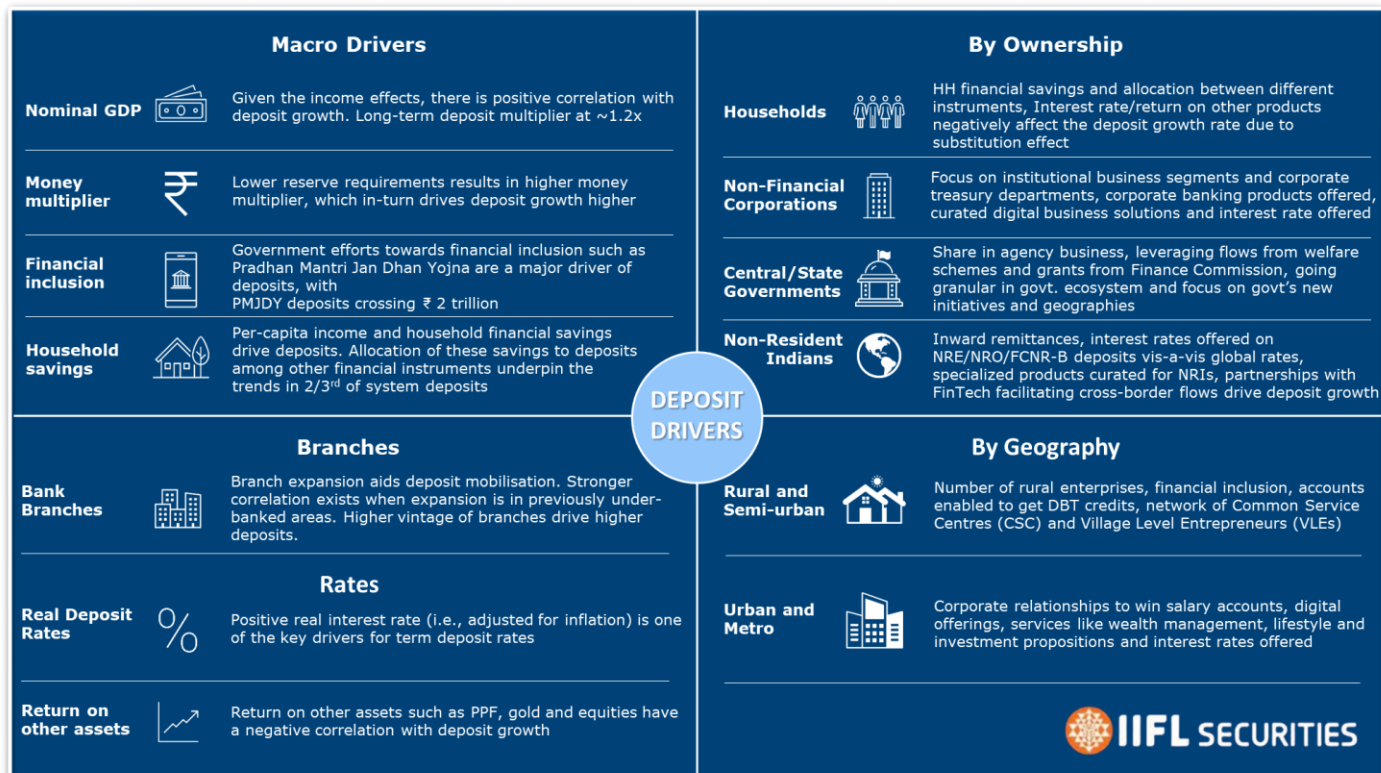 Macro Drivers
Nominal GDP
Given the income effects, there is positive correlation with
deposit growth. Long-term deposit multiplier at ~1.2x
Money
multiplier
Lower reserve requirements results in higher money
multiplier, which in-turn drives deposit growth higher
Financial
inclusion
Government efforts towards financial inclusion such as
Pradhan Mantri Jan Dhan Yojna are a major driver of
deposits, with
PMJDY deposits crossing ₹ 2 trillion
Household
savings
Per-capita income and household financial savings
drive deposits. Allocation of these savings to deposits
among other financial instruments underpin the
trends in 2/3rd of system deposits
By Ownership
Households
HH financial savings and allocation between different
instruments, Interest rate/return on other products
negatively affect the deposit growth rate due to
substitution effect
Non-Financial
Corporations
Focus on institutional business segments and corporate
treasury departments, corporate banking products offered,
curated digital business solutions and interest rate offered
Central/State
Governments
Share in agency business, leveraging flows from welfare
schemes and grants from Finance Commission, going
granular in govt. ecosystem and focus on govt's new
initiatives and geographies
Non-Resident
Indians
Inward remittances, interest rates offered on
NRE/NRO/FCNR-B deposits vis-a-vis global rates,
specialized products curated for NRIs, partnerships with
FinTech facilitating cross-border flows drive deposit growth
DEPOSIT
DRIVERS
Branches
Bank
Branches
Branch expansion aids deposit mobilisation. Stronger
correlation exists when expansion is in previously under-
banked areas. Higher vintage of branches drive higher
deposits.
Rates
Real Deposit
Rates
%
Positive real interest rate (i.e., adjusted for inflation) is one
of the key drivers for term deposit rates
Return on
other assets
Return on other assets such as PPF, gold and equities have
a negative correlation with deposit growth
By Geography
Rural and
Semi-urban
Number of rural enterprises, financial inclusion, accounts
enabled to get DBT credits, network of Common Service
Centres (CSC) and Village Level Entrepreneurs (VLEs)
Urban and
Metro
Corporate relationships to win salary accounts, digital
offerings, services like wealth management, lifestyle and
investment propositions and interest rates offered
IIFL SECURITIES